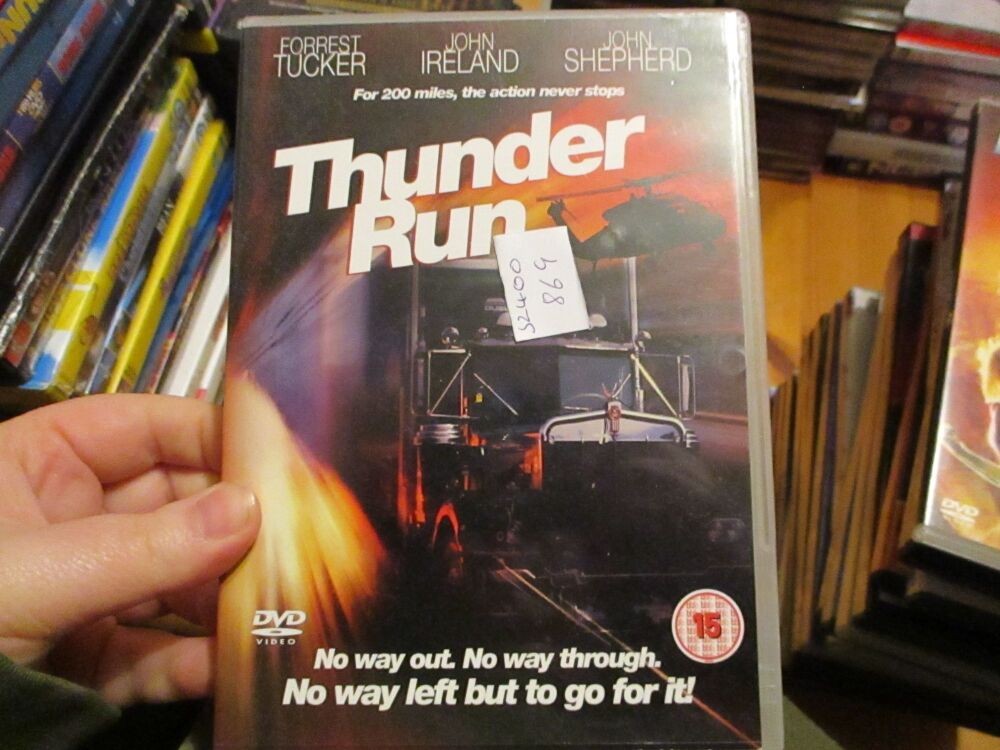 FORREST
TUCKER
JOHN
IRELAND
JOHN
SHEPHERD
For 200 miles, the action never stops
Thunder
Run
S2400
869
DVD
VIDEO
15
No way out. No way through.
No way left but to go for it!
DVD